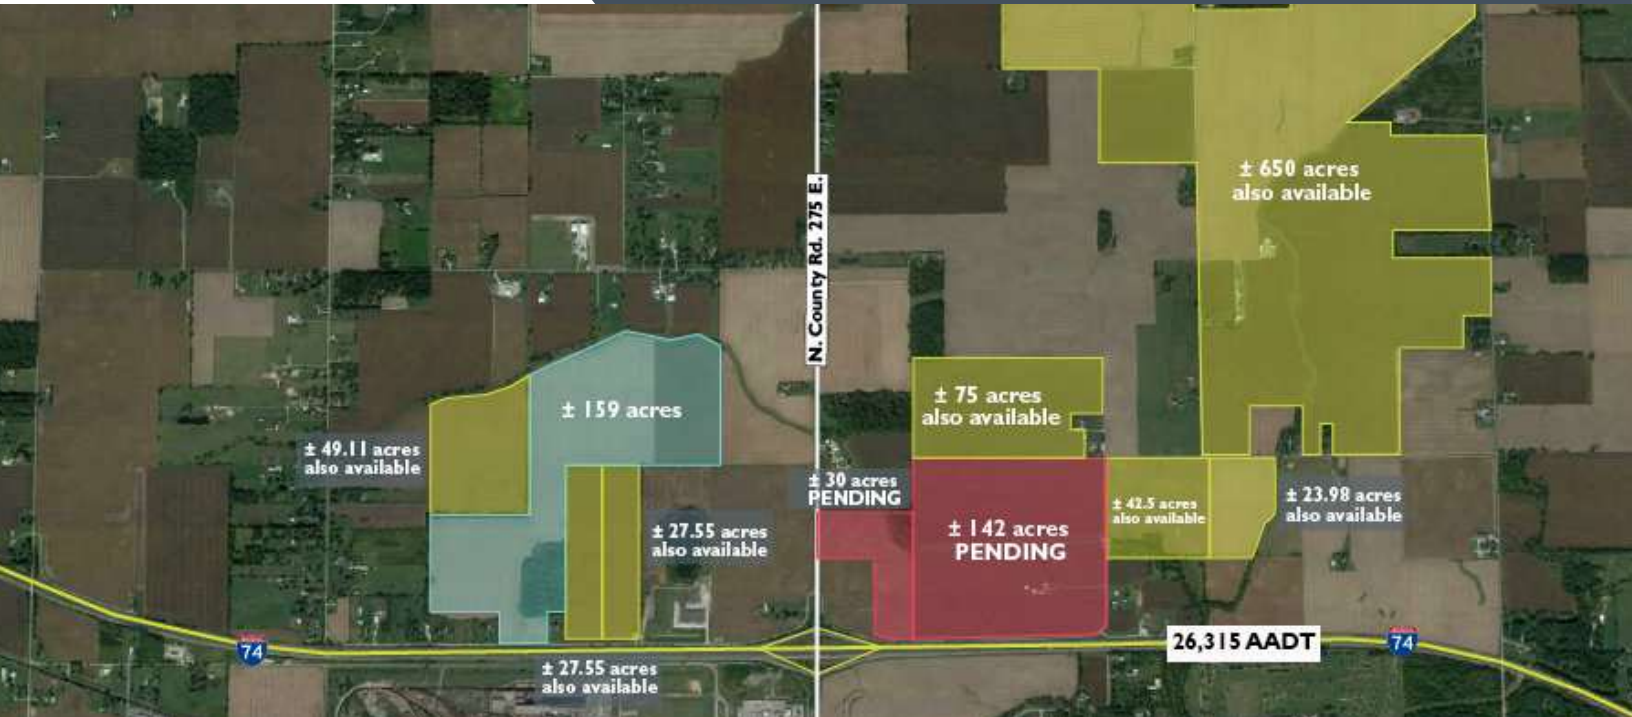 ± 650 acres
also available
N. County Rd. 275 E.
± 159 acres
± 75 acres
also available
± 49.11 acres
also available
± 30 acres
PENDING
± 142 acres
PENDING
± 42.5 acres
also available
± 23.98 acres
also available
± 27.55 acres
also available
74
26,315 AADT
74
± 27.55 acres
also available